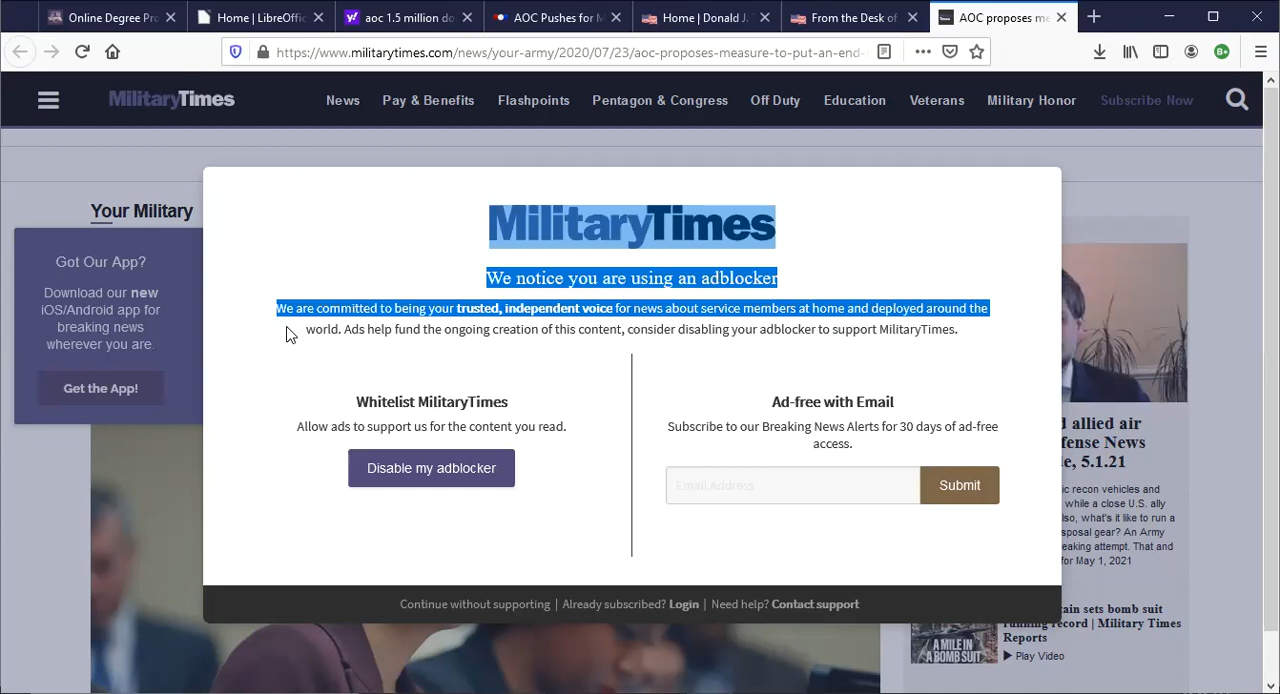 Online Degree Pro
Home | LibreOffic
aoc 1.5 million do
AOC Pushes for M
Home | Donald J. T
From the Desk of
AOC proposes me
https://www.militarytimes.com/news/your-army/2020/07/23/aoc-proposes-measure-to-put-an-end-
MilitaryTimes
News
Pay & Benefits
Flashpoints
Pentagon & Congress
Off Duty
Education
Veterans
Military Honor
Subscribe Now
Your Military
Got Our App?
Download our new
iOS/Android app for
breaking news
wherever you are.
Get the App!
MilitaryTimes
We notice you are using an adblocker
We are committed to being your trusted, independent voice for news about service members at home and deployed around the
world. Ads help fund the ongoing creation of this content, consider disabling your adblocker to support MilitaryTimes.
Whitelist MilitaryTimes
Allow ads to support us for the content you read.
Disable my adblocker
Ad-free with Email
Subscribe to our Breaking News Alerts for 30 days of ad-free
access.
Email Address
Submit
Continue without supporting | Already subscribed? Login | Need help? Contact support
d allied air
ense News
e, 5.1.21
ic recon vehicles and
while a close U.S. ally
lso, what's it like to run a
sposal gear? An Army
eaking attempt. That and
for May 1, 2021
tain sets bomb suit
running record | Military Times
Reports
Play Video
A MILE IN
A BOMB SUIT